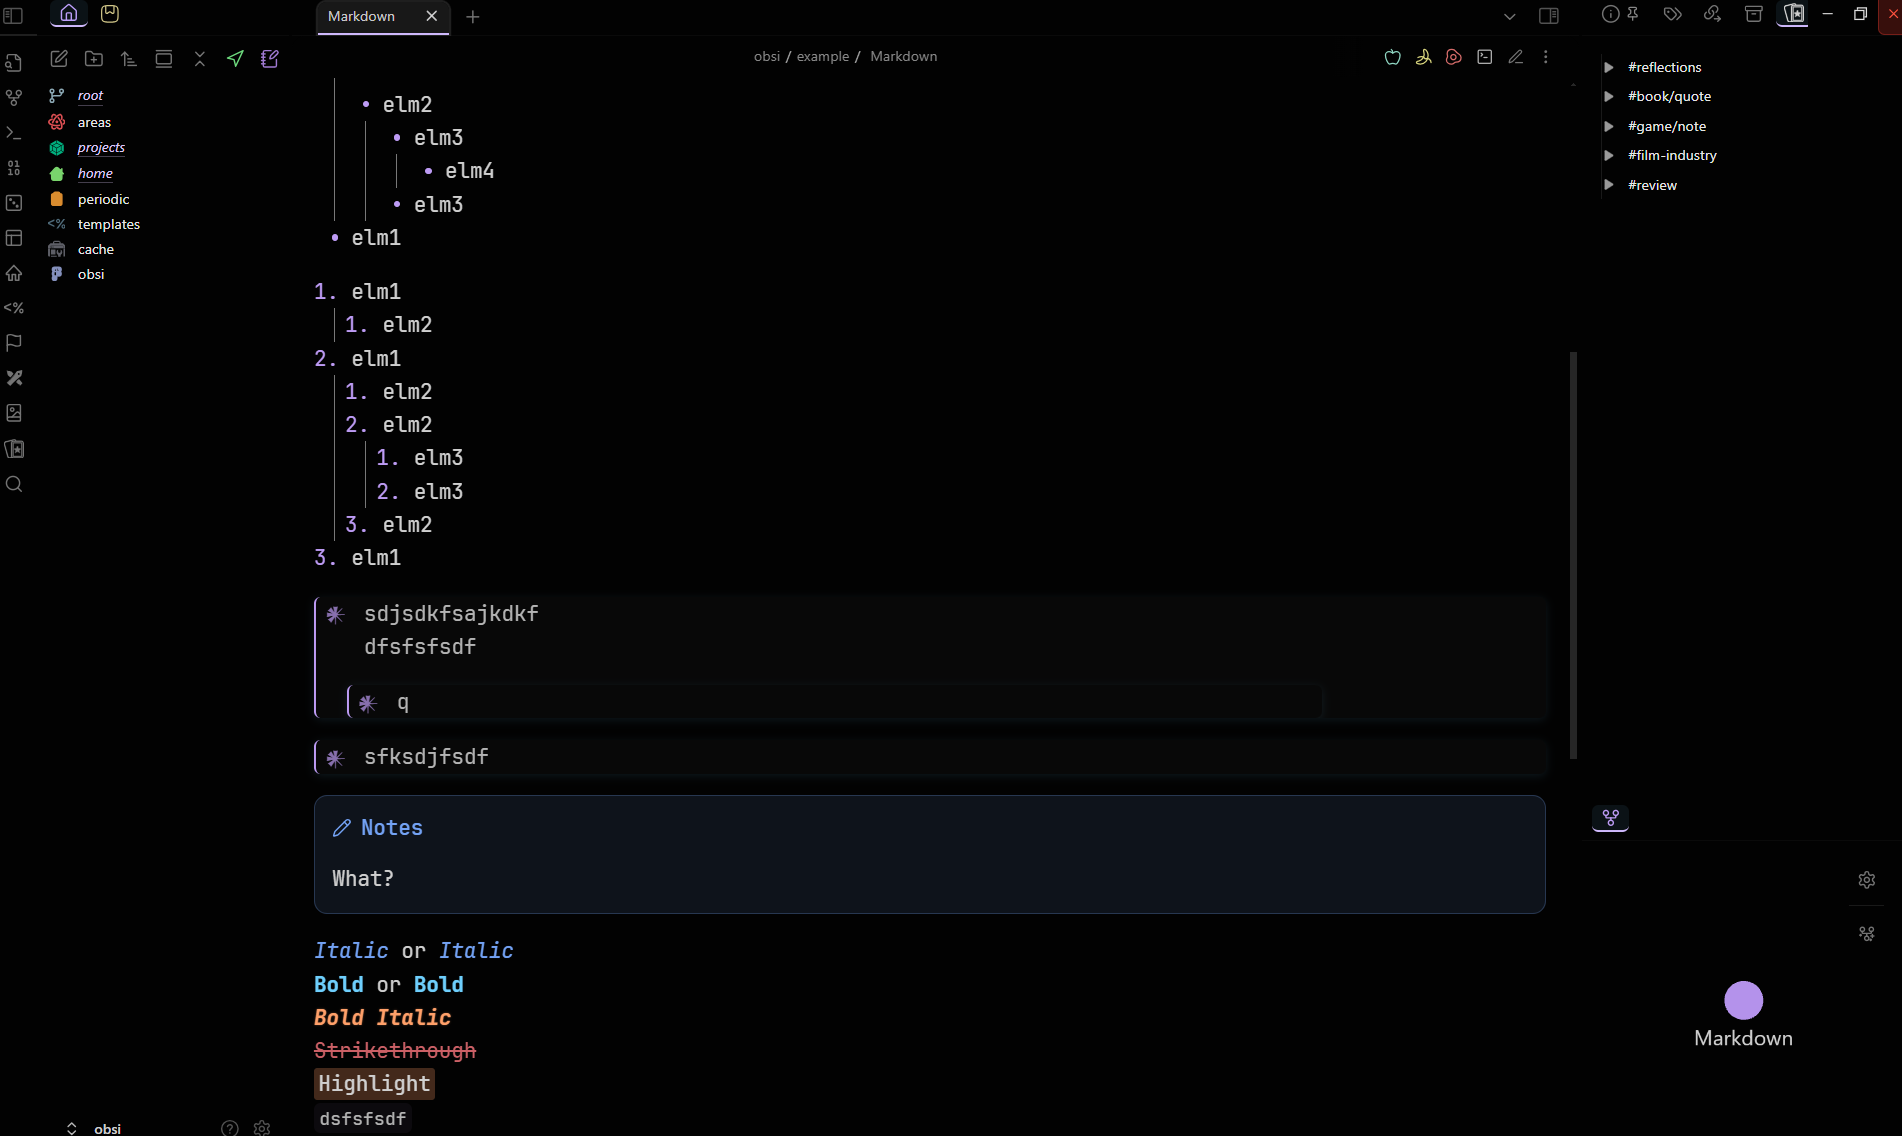 Markdown
obsi / example / Markdown
root
areas
projects
home
periodic
<% templates
cache
obsi
01
10
<%
elm2
elm3
elm4
elm3
elm1
1. elm1
1. elm2
2. elm1
1. elm2
2. elm2
1. elm3
2. elm3
3. elm2
3. elm1
sdjsdkfsajkdkf
dfsfsfsdf
q
sfksdjfsdf
Notes
What?
Italic or Italic
Bold or Bold
Bold Italic
Strikethrough
Highlight
dsfsfsdf
#reflections
#book/quote
#game/note
#film-industry
#review
Markdown
obsi